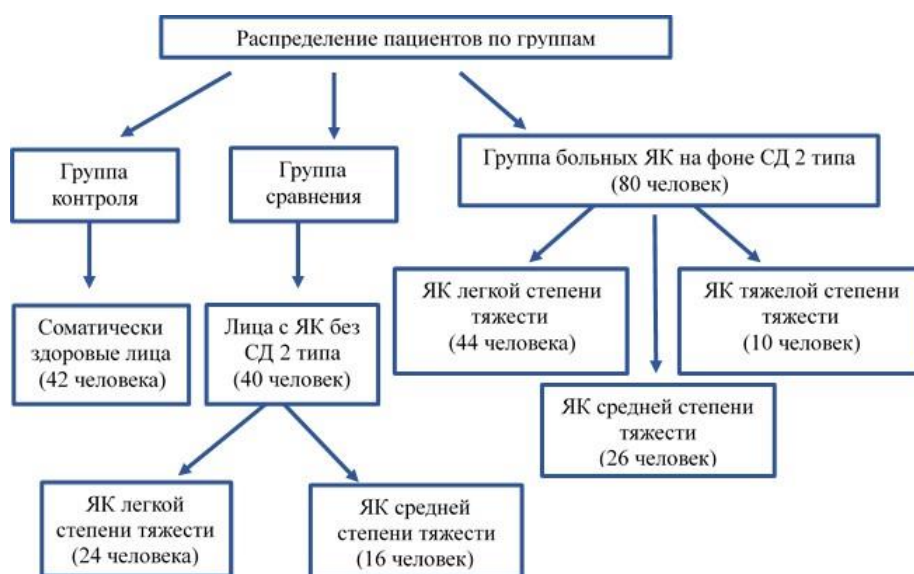 Распределение пациентов по группам
Группа
контроля
Группа
сравнения
Группа больных ЯК на фоне СД 2 типа
(80 человек)
Соматически
здоровые лица
(42 человека)
Лица с ЯК без
СД 2 типа
(40 человек)
ЯК легкой степени
тяжести
(44 человека)
ЯК тяжелой степени
тяжести
(10 человек)
ЯК средней степени
тяжести
(26 человек)
ЯК легкой
степени тяжести
(24 человека)
ЯК средней
степени тяжести
(16 человек)